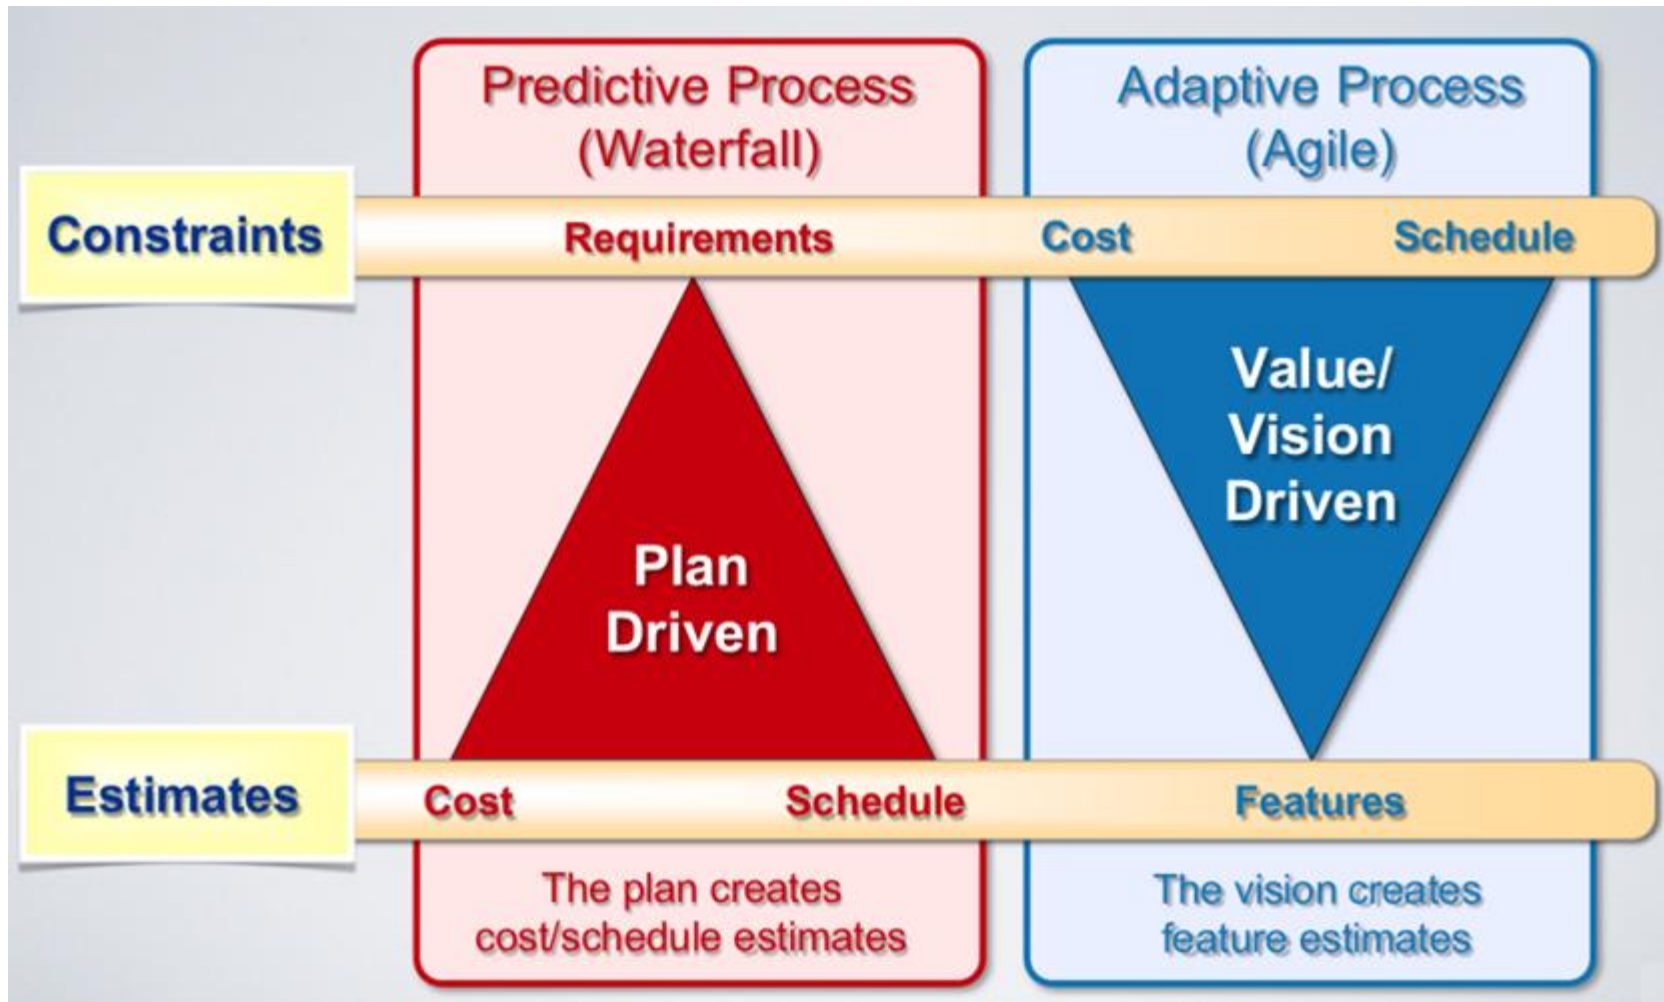 Predictive Process
(Waterfall)
Adaptive Process
(Agile)
Constraints
Requirements
Cost
Schedule
Value/
Vision
Driven
Plan
Driven
Estimates
Cost
Schedule
Features
The plan creates
cost/schedule estimates
The vision creates
feature estimates